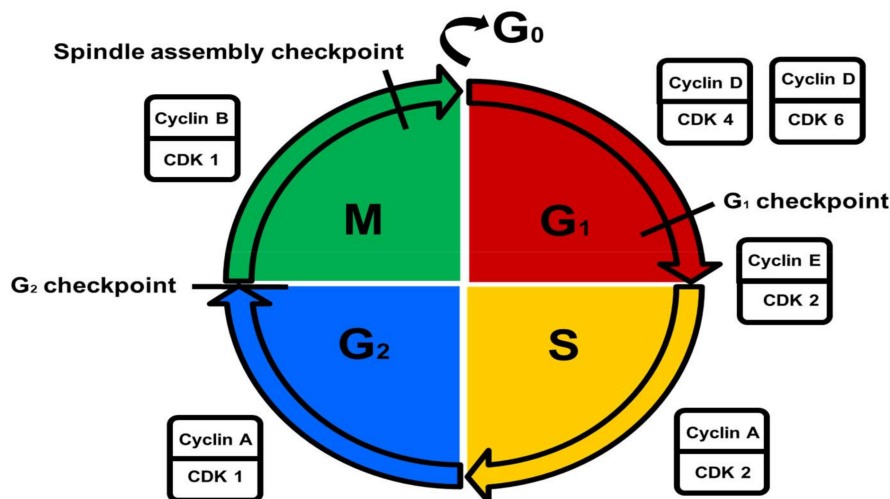 G₀
Spindle assembly checkpoint
Cyclin D
CDK 4
Cyclin D
CDK 6
Cyclin B
CDK 1
M
G₁
G₁ checkpoint
Cyclin E
CDK 2
G₂ checkpoint
G₂
S
Cyclin A
CDK 1
Cyclin A
CDK 2